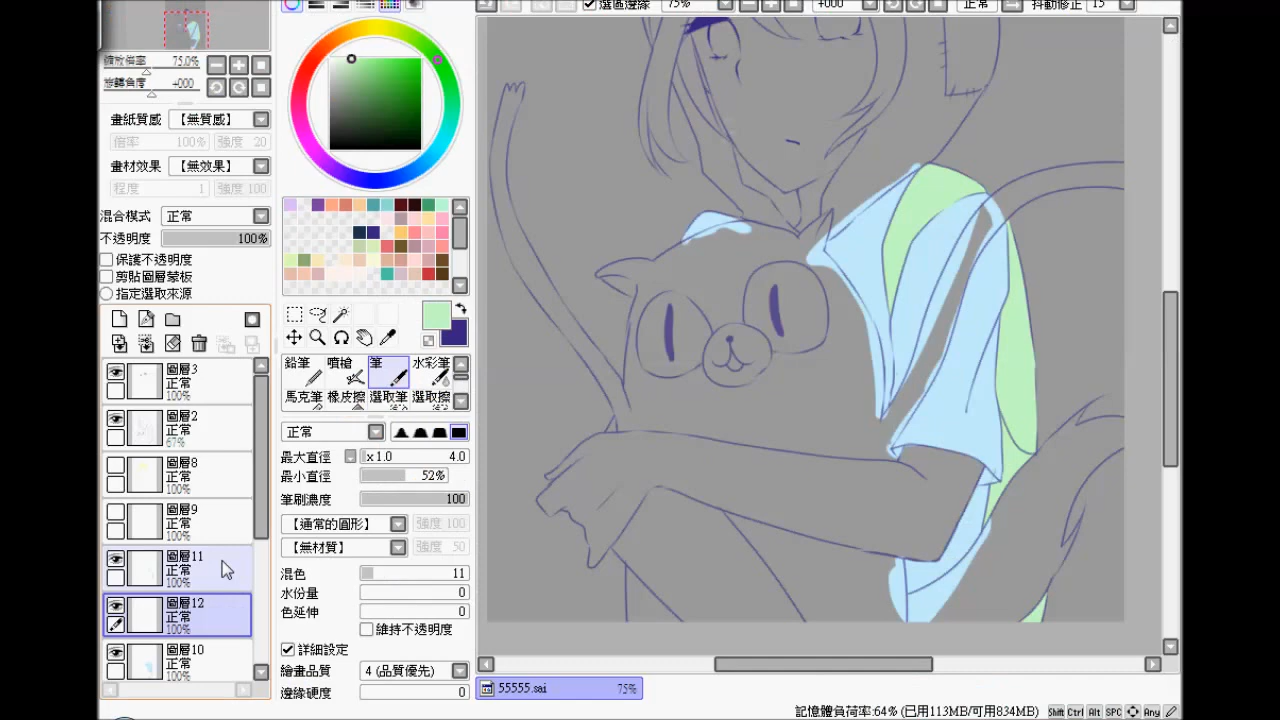 選區邊緣 75% +000 正常 抖動修正 15
縮放倍率 75.0%
旋轉角度 +000
畫紙質感 【無質感】
倍率 100% 強度 20
畫材效果 【無效果】
程度 1 強度 100
混合模式 正常
不透明度 100%
保護不透明度
剪貼圖層蒙板
指定選取來源
圖層3
正常
100%
圖層2
正常
67%
圖層8
正常
100%
圖層9
正常
100%
圖層11
正常
100%
圖層12
正常
100%
圖層10
正常
100%
鉛筆 噴槍 筆 水彩筆
馬克筆 橡皮擦 選取筆 選取擦
正常
最大直徑 x 1.0 4.0
最小直徑 52%
筆刷濃度 100
【通常的圓形】 強度 100
【無材質】 強度 50
混色 11
水份量 0
色延伸 0
維持不透明度
詳細設定
繪畫品質 4 (品質優先)
邊緣硬度 0
55555.sai 75%
記憶體負荷率:64% (已用113MB/可用834MB) Shift Ctrl Alt SPC Any